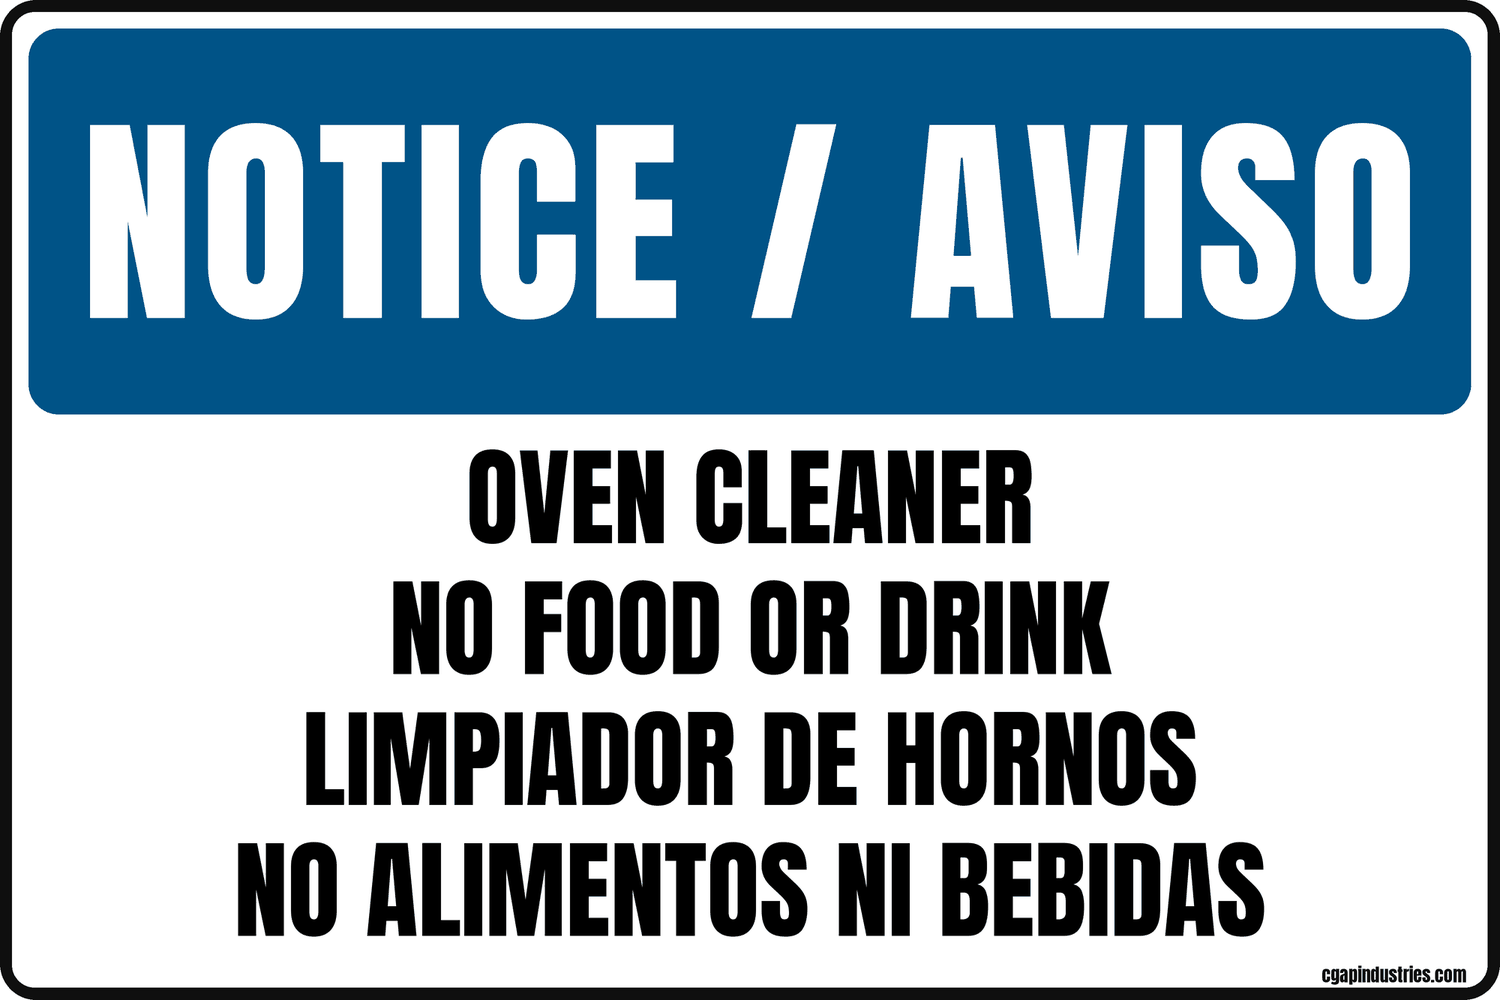 NOTICE / AVISO
OVEN CLEANER
NO FOOD OR DRINK
LIMPIADOR DE HORNOS
NO ALIMENTOS NI BEBIDAS
cgapindustries.com